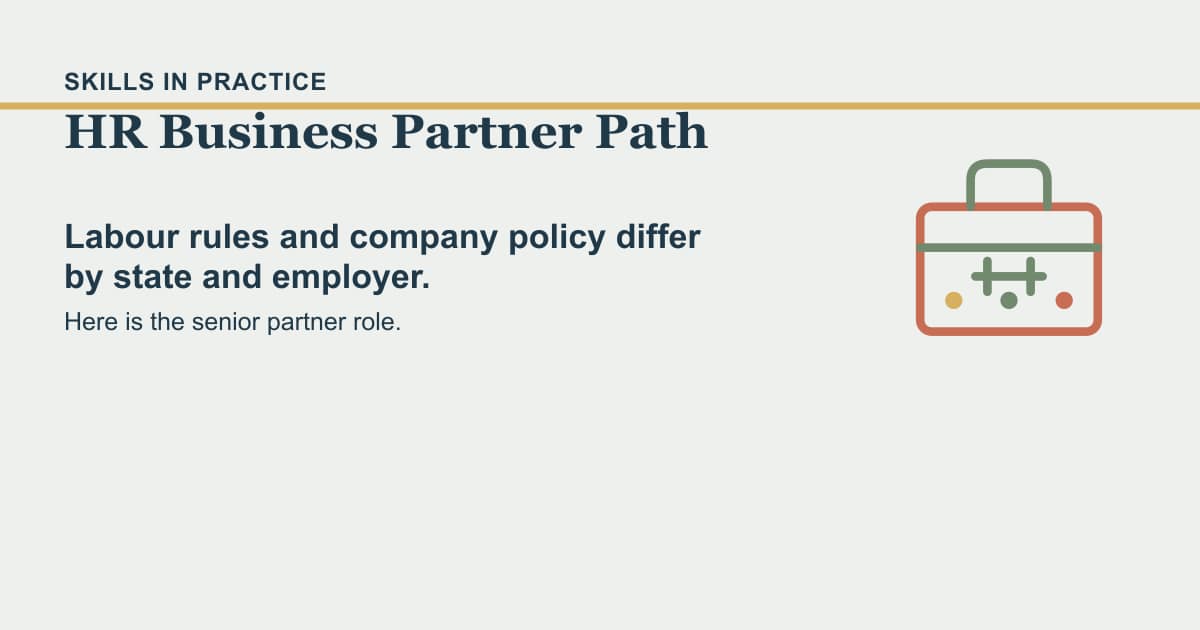 SKILLS IN PRACTICE
HR Business Partner Path
Labour rules and company policy differ
by state and employer.
Here is the senior partner role.